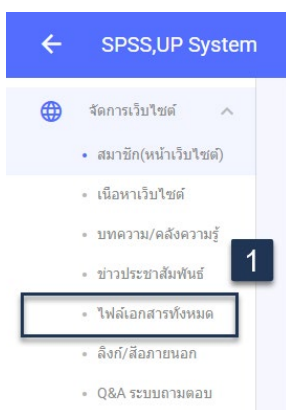 SPSS,UP System
จัดการเว็บไซต์
สมาชิก(หน้าเว็บไซต์)
เนื้อหาเว็บไซต์
บทความ/คลังความรู้
ข่าวประชาสัมพันธ์
1
ไฟล์เอกสารทั้งหมด
ลิงก์/สื่อภายนอก
Q&A ระบบถามตอบ